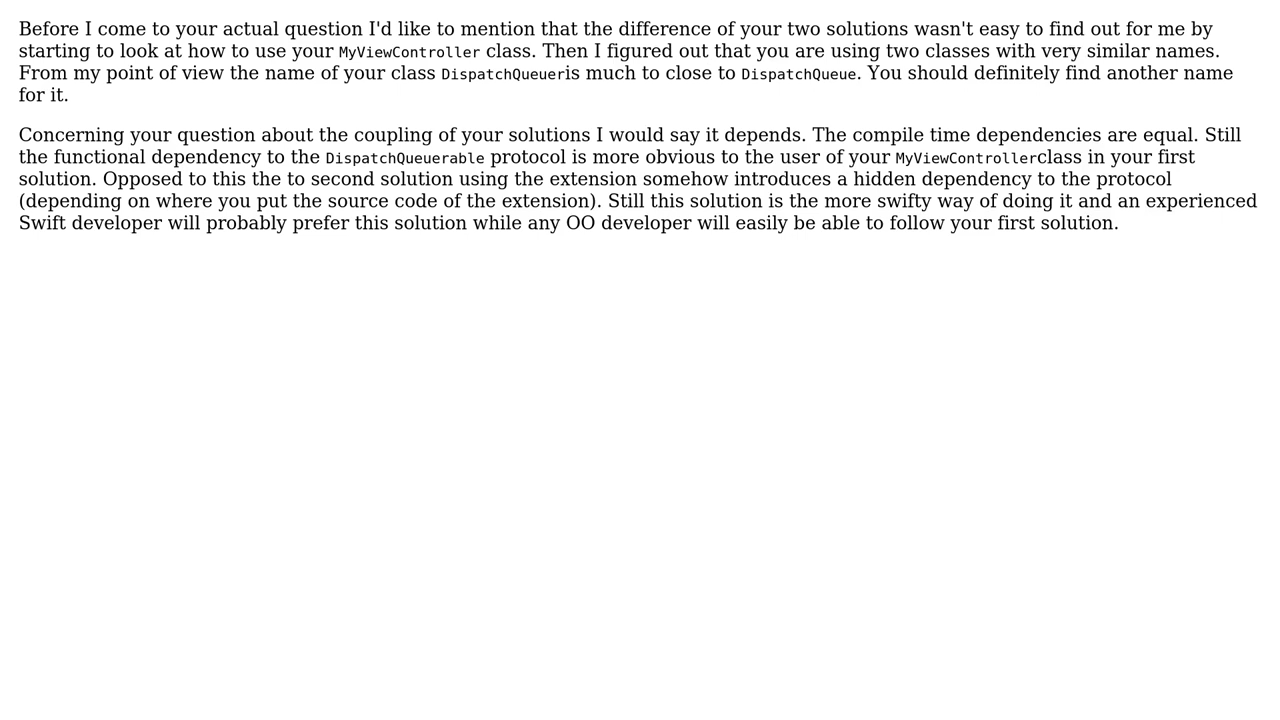 Before I come to your actual question I'd like to mention that the difference of your two solutions wasn't easy to find out for me by
starting to look at how to use your MyViewController class. Then I figured out that you are using two classes with very similar names.
From my point of view the name of your class DispatchQueueris much to close to DispatchQueue. You should definitely find another name
for it.
Concerning your question about the coupling of your solutions I would say it depends. The compile time dependencies are equal. Still
the functional dependency to the DispatchQueuerable protocol is more obvious to the user of your MyViewControllerclass in your first
solution. Opposed to this the to second solution using the extension somehow introduces a hidden dependency to the protocol
(depending on where you put the source code of the extension). Still this solution is the more swifty way of doing it and an experienced
Swift developer will probably prefer this solution while any OO developer will easily be able to follow your first solution.